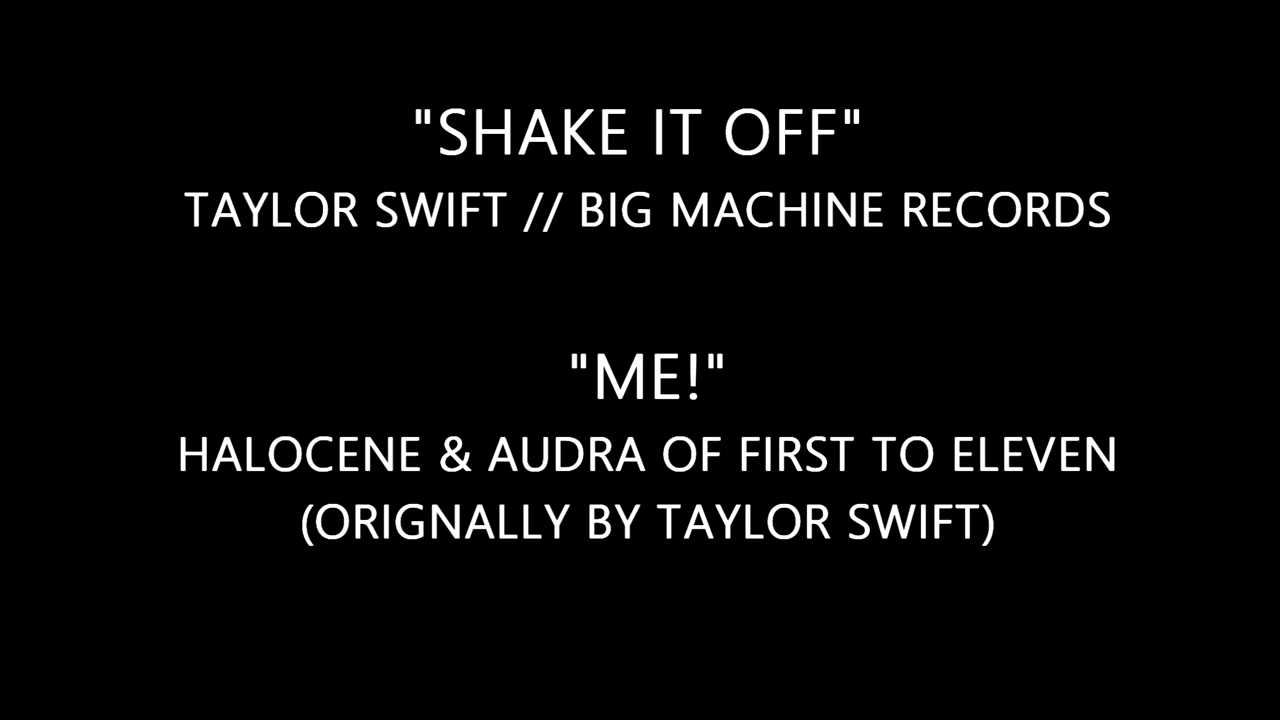 "SHAKE IT OFF"
TAYLOR SWIFT // BIG MACHINE RECORDS
"ME!"
HALOCENE & AUDRA OF FIRST TO ELEVEN
(ORIGNALLY BY TAYLOR SWIFT)